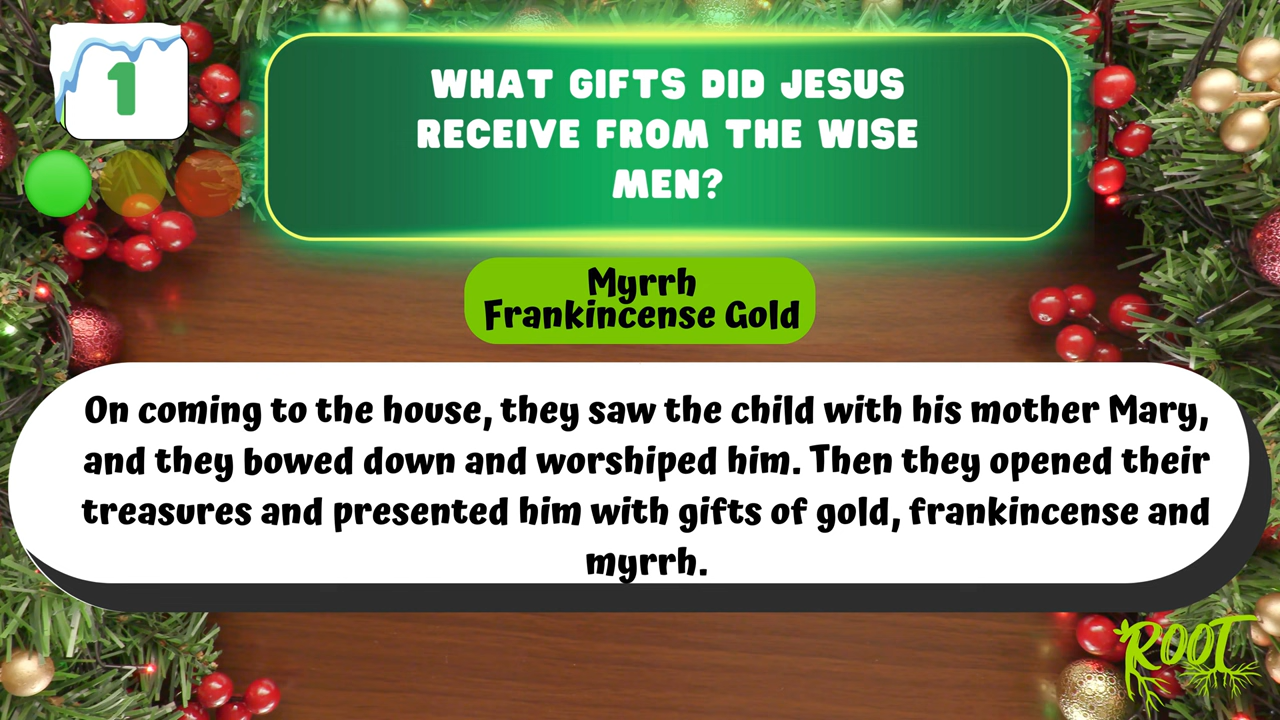 1
WHAT GIFTS DID JESUS
RECEIVE FROM THE WISE
MEN?
Myrrh
Frankincense Gold
On coming to the house, they saw the child with his mother Mary,
and they bowed down and worshiped him. Then they opened their
treasures and presented him with gifts of gold, frankincense and
myrrh.
ROOT